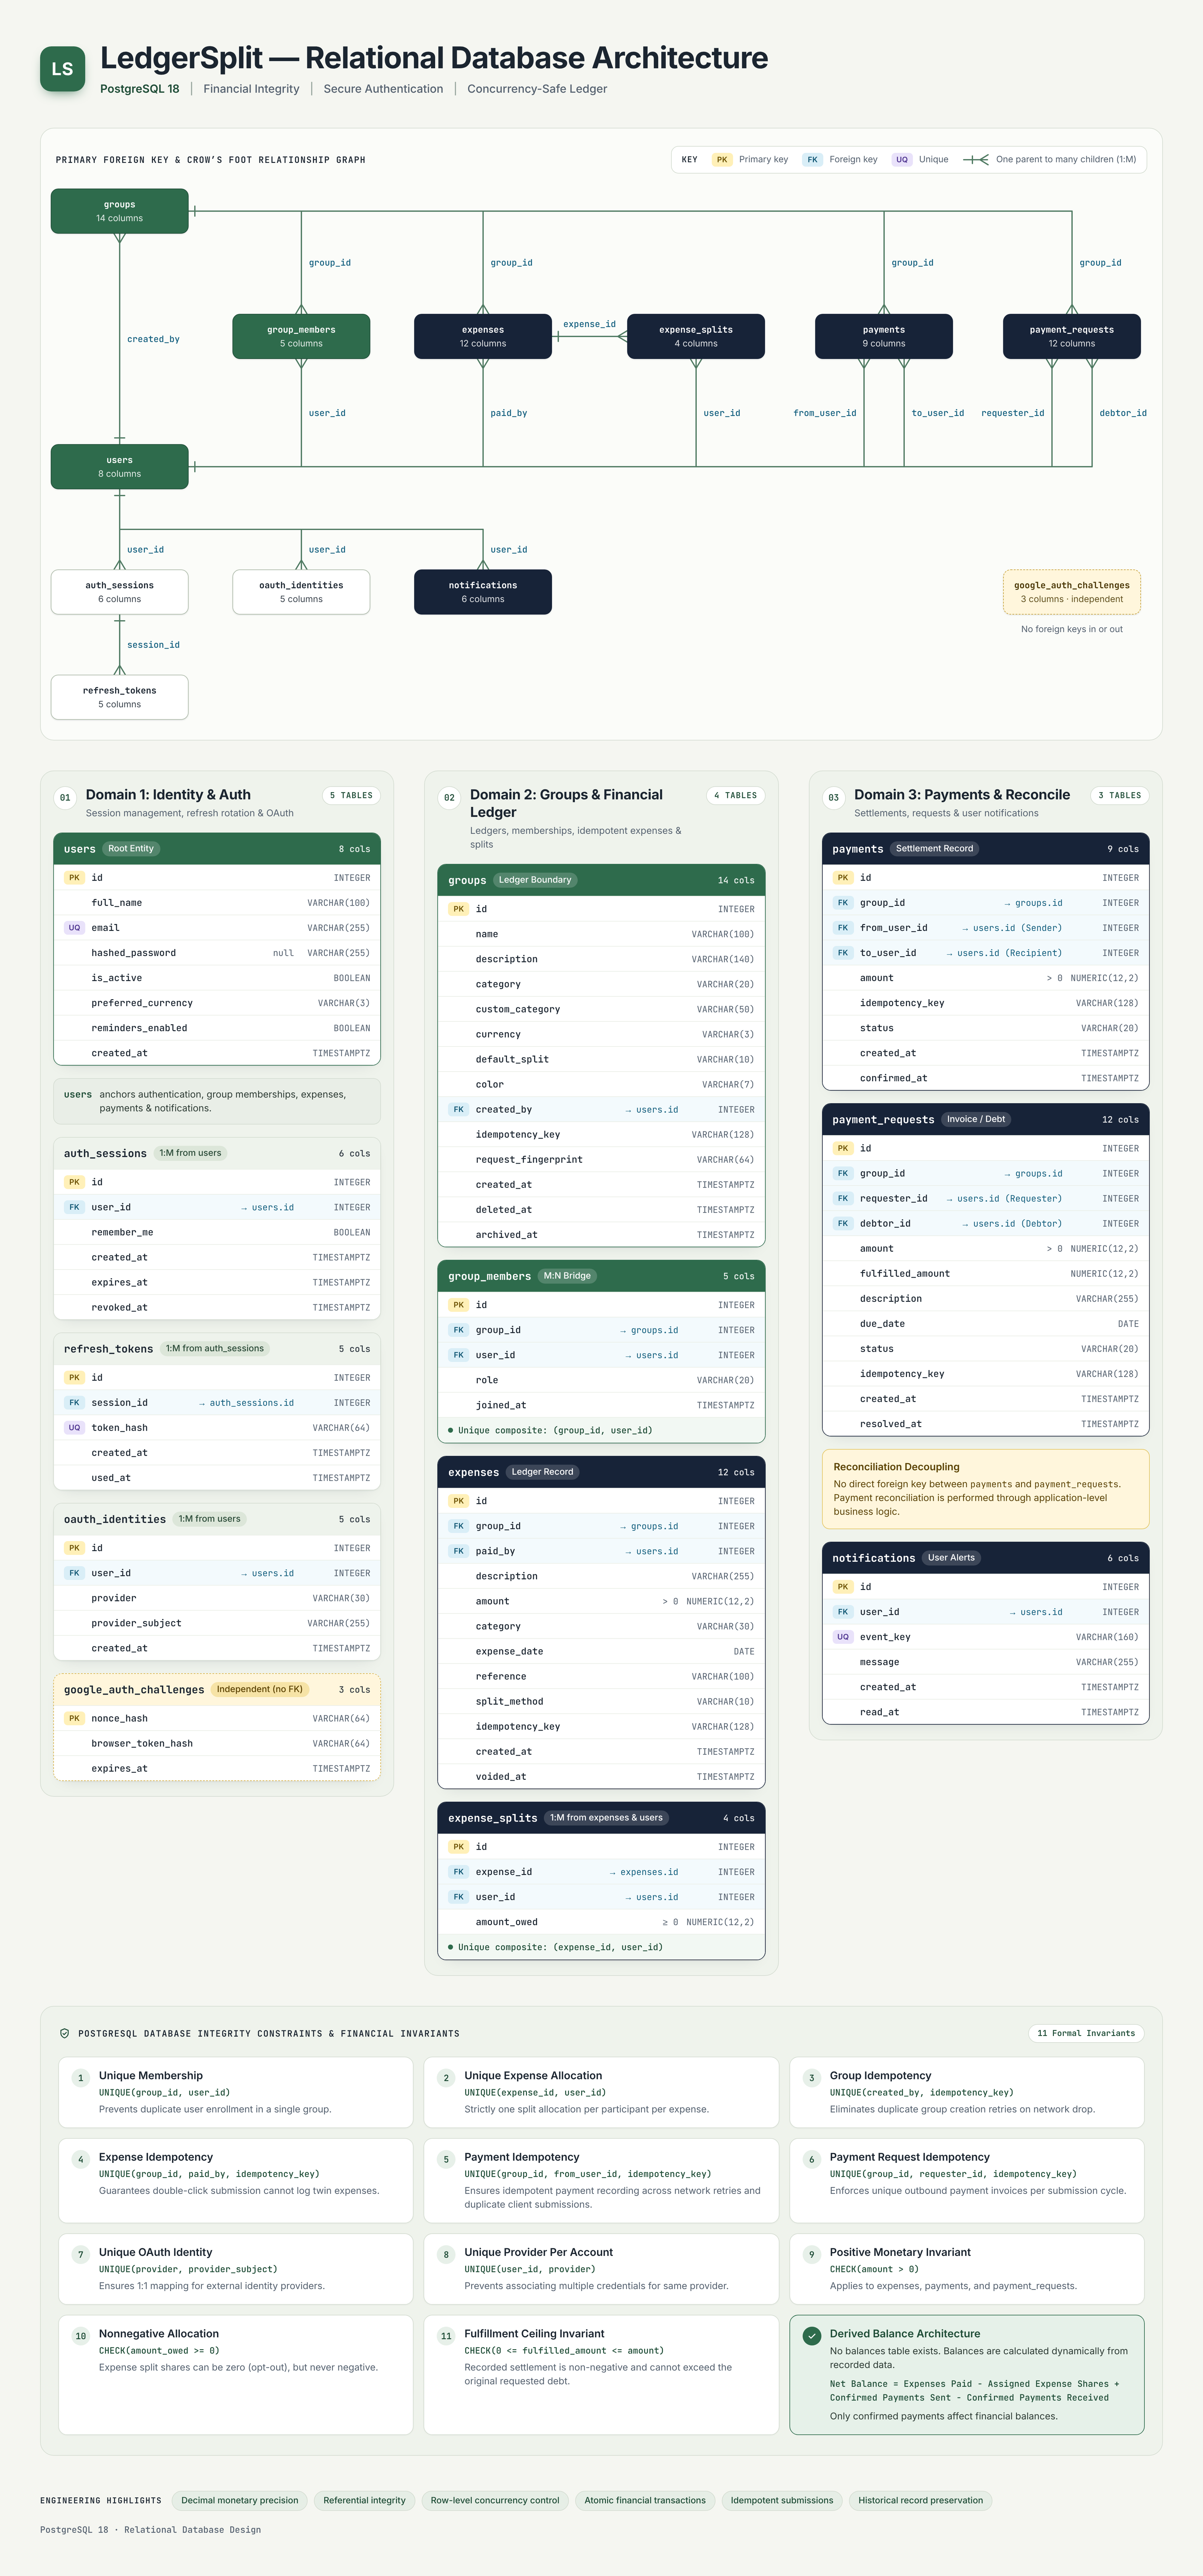 LS
LedgerSplit — Relational Database Architecture
PostgreSQL 18 | Financial Integrity | Secure Authentication | Concurrency-Safe Ledger
PRIMARY FOREIGN KEY & CROW'S FOOT RELATIONSHIP GRAPH
KEY PK Primary key FK Foreign key UQ Unique One parent to many children (1:M)
groups
14 columns
group_id group_id group_id group_id
created_by
group_members
5 columns
expenses
12 columns
expense_id
expense_splits
4 columns
payments
9 columns
payment_requests
12 columns
user_id paid_by user_id from_user_id to_user_id requester_id debtor_id
users
8 columns
user_id user_id user_id
auth_sessions
6 columns
oauth_identities
5 columns
notifications
6 columns
google_auth_challenges
3 columns · independent
No foreign keys in or out
session_id
refresh_tokens
5 columns
01 Domain 1: Identity & Auth 5 TABLES
Session management, refresh rotation & OAuth
users Root Entity 8 cols
PK id INTEGER
full_name VARCHAR(100)
UQ email VARCHAR(255)
hashed_password null VARCHAR(255)
is_active BOOLEAN
preferred_currency VARCHAR(3)
reminders_enabled BOOLEAN
created_at TIMESTAMPTZ
users anchors authentication, group memberships, expenses,
payments & notifications.
auth_sessions 1:M from users 6 cols
PK id INTEGER
FK user_id → users.id INTEGER
remember_me BOOLEAN
created_at TIMESTAMPTZ
expires_at TIMESTAMPTZ
revoked_at TIMESTAMPTZ
refresh_tokens 1:M from auth_sessions 5 cols
PK id INTEGER
FK session_id → auth_sessions.id INTEGER
UQ token_hash VARCHAR(64)
created_at TIMESTAMPTZ
used_at TIMESTAMPTZ
oauth_identities 1:M from users 5 cols
PK id INTEGER
FK user_id → users.id INTEGER
provider VARCHAR(30)
provider_subject VARCHAR(255)
created_at TIMESTAMPTZ
google_auth_challenges Independent (no FK) 3 cols
PK nonce_hash VARCHAR(64)
browser_token_hash VARCHAR(64)
expires_at TIMESTAMPTZ
02 Domain 2: Groups & Financial
Ledger 4 TABLES
Ledgers, memberships, idempotent expenses &
splits
groups Ledger Boundary 14 cols
PK id INTEGER
name VARCHAR(100)
description VARCHAR(140)
category VARCHAR(20)
custom_category VARCHAR(50)
currency VARCHAR(3)
default_split VARCHAR(10)
color VARCHAR(7)
FK created_by → users.id INTEGER
idempotency_key VARCHAR(128)
request_fingerprint VARCHAR(64)
created_at TIMESTAMPTZ
deleted_at TIMESTAMPTZ
archived_at TIMESTAMPTZ
group_members M:N Bridge 5 cols
PK id INTEGER
FK group_id → groups.id INTEGER
FK user_id → users.id INTEGER
role VARCHAR(20)
joined_at TIMESTAMPTZ
Unique composite: (group_id, user_id)
expenses Ledger Record 12 cols
PK id INTEGER
FK group_id → groups.id INTEGER
FK paid_by → users.id INTEGER
description VARCHAR(255)
amount > 0 NUMERIC(12,2)
category VARCHAR(30)
expense_date DATE
reference VARCHAR(100)
split_method VARCHAR(10)
idempotency_key VARCHAR(128)
created_at TIMESTAMPTZ
voided_at TIMESTAMPTZ
expense_splits 1:M from expenses & users 4 cols
PK id INTEGER
FK expense_id → expenses.id INTEGER
FK user_id → users.id INTEGER
amount_owed ≥ 0 NUMERIC(12,2)
Unique composite: (expense_id, user_id)
03 Domain 3: Payments & Reconcile 3 TABLES
Settlements, requests & user notifications
payments Settlement Record 9 cols
PK id INTEGER
FK group_id → groups.id INTEGER
FK from_user_id → users.id (Sender) INTEGER
FK to_user_id → users.id (Recipient) INTEGER
amount > 0 NUMERIC(12,2)
idempotency_key VARCHAR(128)
status VARCHAR(20)
created_at TIMESTAMPTZ
confirmed_at TIMESTAMPTZ
payment_requests Invoice / Debt 12 cols
PK id INTEGER
FK group_id → groups.id INTEGER
FK requester_id → users.id (Requester) INTEGER
FK debtor_id → users.id (Debtor) INTEGER
amount > 0 NUMERIC(12,2)
fulfilled_amount NUMERIC(12,2)
description VARCHAR(255)
due_date DATE
status VARCHAR(20)
idempotency_key VARCHAR(128)
created_at TIMESTAMPTZ
resolved_at TIMESTAMPTZ
Reconciliation Decoupling
No direct foreign key between payments and payment_requests.
Payment reconciliation is performed through application-level
business logic.
notifications User Alerts 6 cols
PK id INTEGER
FK user_id → users.id INTEGER
UQ event_key VARCHAR(160)
message VARCHAR(255)
created_at TIMESTAMPTZ
read_at TIMESTAMPTZ
POSTGRESQL DATABASE INTEGRITY CONSTRAINTS & FINANCIAL INVARIANTS 11 Formal Invariants
1 Unique Membership
UNIQUE(group_id, user_id)
Prevents duplicate user enrollment in a single group.
2 Unique Expense Allocation
UNIQUE(expense_id, user_id)
Strictly one split allocation per participant per expense.
3 Group Idempotency
UNIQUE(created_by, idempotency_key)
Eliminates duplicate group creation retries on network drop.
4 Expense Idempotency
UNIQUE(group_id, paid_by, idempotency_key)
Guarantees double-click submission cannot log twin expenses.
5 Payment Idempotency
UNIQUE(group_id, from_user_id, idempotency_key)
Ensures idempotent payment recording across network retries and
duplicate client submissions.
6 Payment Request Idempotency
UNIQUE(group_id, requester_id, idempotency_key)
Enforces unique outbound payment invoices per submission cycle.
7 Unique OAuth Identity
UNIQUE(provider, provider_subject)
Ensures 1:1 mapping for external identity providers.
8 Unique Provider Per Account
UNIQUE(user_id, provider)
Prevents associating multiple credentials for same provider.
9 Positive Monetary Invariant
CHECK(amount > 0)
Applies to expenses, payments, and payment_requests.
10 Nonnegative Allocation
CHECK(amount_owed >= 0)
Expense split shares can be zero (opt-out), but never negative.
11 Fulfillment Ceiling Invariant
CHECK(0 <= fulfilled_amount <= amount)
Recorded settlement is non-negative and cannot exceed the
original requested debt.
Derived Balance Architecture
No balances table exists. Balances are calculated dynamically from
recorded data.
Net Balance = Expenses Paid - Assigned Expense Shares +
Confirmed Payments Sent - Confirmed Payments Received
Only confirmed payments affect financial balances.
ENGINEERING HIGHLIGHTS Decimal monetary precision Referential integrity Row-level concurrency control Atomic financial transactions Idempotent submissions Historical record preservation
PostgreSQL 18 · Relational Database Design